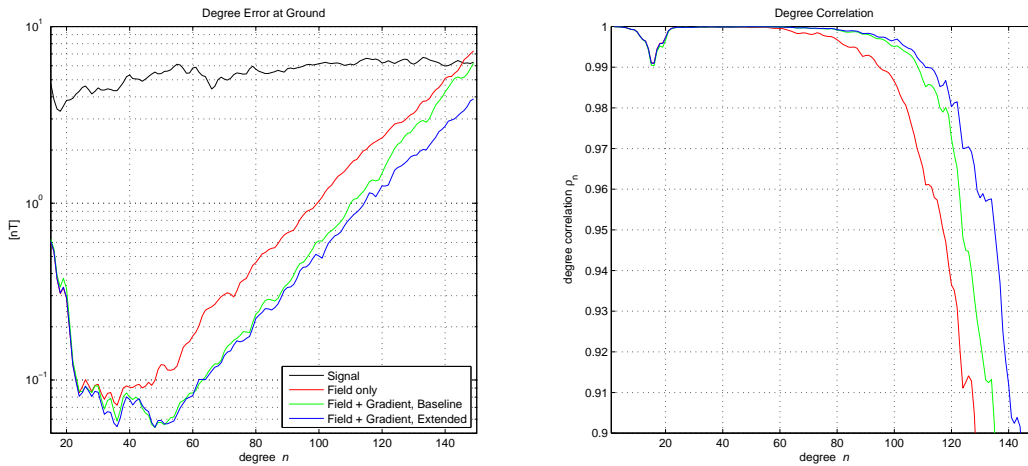 Degree Error at Ground
10^1
10^0
10^-1
[nT]
20 40 60 80 100 120 140
degree n
Signal
Field only
Field + Gradient, Baseline
Field + Gradient, Extended
Degree Correlation
1
0.99
0.98
0.97
0.96
0.95
0.94
0.93
0.92
0.91
0.9
degree correlation ρ_n
20 40 60 80 100 120 140
degree n